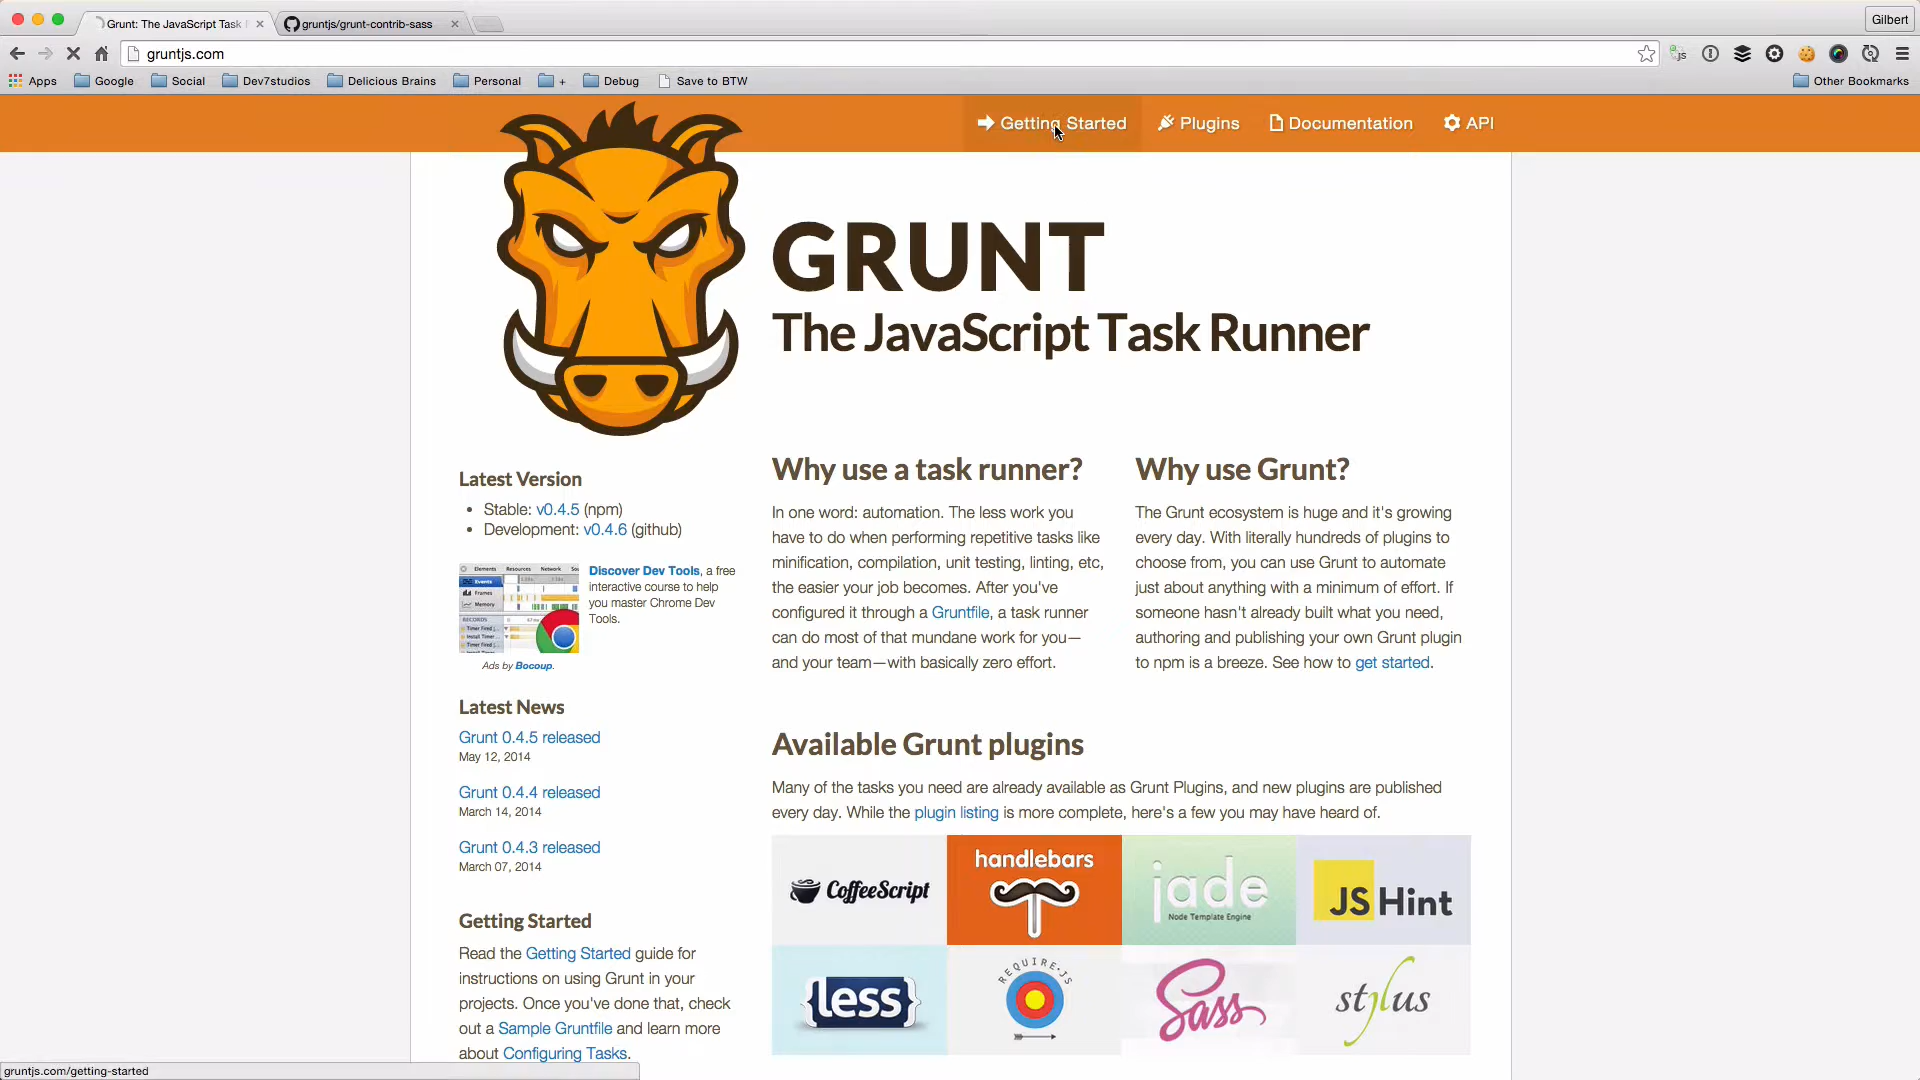 Grunt: The JavaScript Task
gruntjs/grunt-contrib-sass
Gilbert
gruntjs.com
Apps
Google
Social
Dev7studios
Delicious Brains
Personal
+
Debug
Save to BTW
Other Bookmarks
Getting Started
Plugins
Documentation
API
GRUNT
The JavaScript Task Runner
Latest Version
• Stable: v0.4.5 (npm)
• Development: v0.4.6 (github)
Elements Resources Network
Events
Frames
Memory
RECORDS
Discover Dev Tools, a free
interactive course to help
you master Chrome Dev
Tools.
Ads by Bocoup.
Latest News
Grunt 0.4.5 released
May 12, 2014
Grunt 0.4.4 released
March 14, 2014
Grunt 0.4.3 released
March 07, 2014
Getting Started
Read the Getting Started guide for
instructions on using Grunt in your
projects. Once you've done that, check
out a Sample Gruntfile and learn more
about Configuring Tasks.
Why use a task runner?
In one word: automation. The less work you
have to do when performing repetitive tasks like
minification, compilation, unit testing, linting, etc,
the easier your job becomes. After you've
configured it through a Gruntfile, a task runner
can do most of that mundane work for you—
and your team—with basically zero effort.
Why use Grunt?
The Grunt ecosystem is huge and it's growing
every day. With literally hundreds of plugins to
choose from, you can use Grunt to automate
just about anything with a minimum of effort. If
someone hasn't already built what you need,
authoring and publishing your own Grunt plugin
to npm is a breeze. See how to get started.
Available Grunt plugins
Many of the tasks you need are already available as Grunt Plugins, and new plugins are published
every day. While the plugin listing is more complete, here's a few you may have heard of.
CoffeeScript
handlebars
jade
Node Template Engine
JS Hint
{less}
REQUIRE.JS
Sass
stylus
gruntjs.com/getting-started